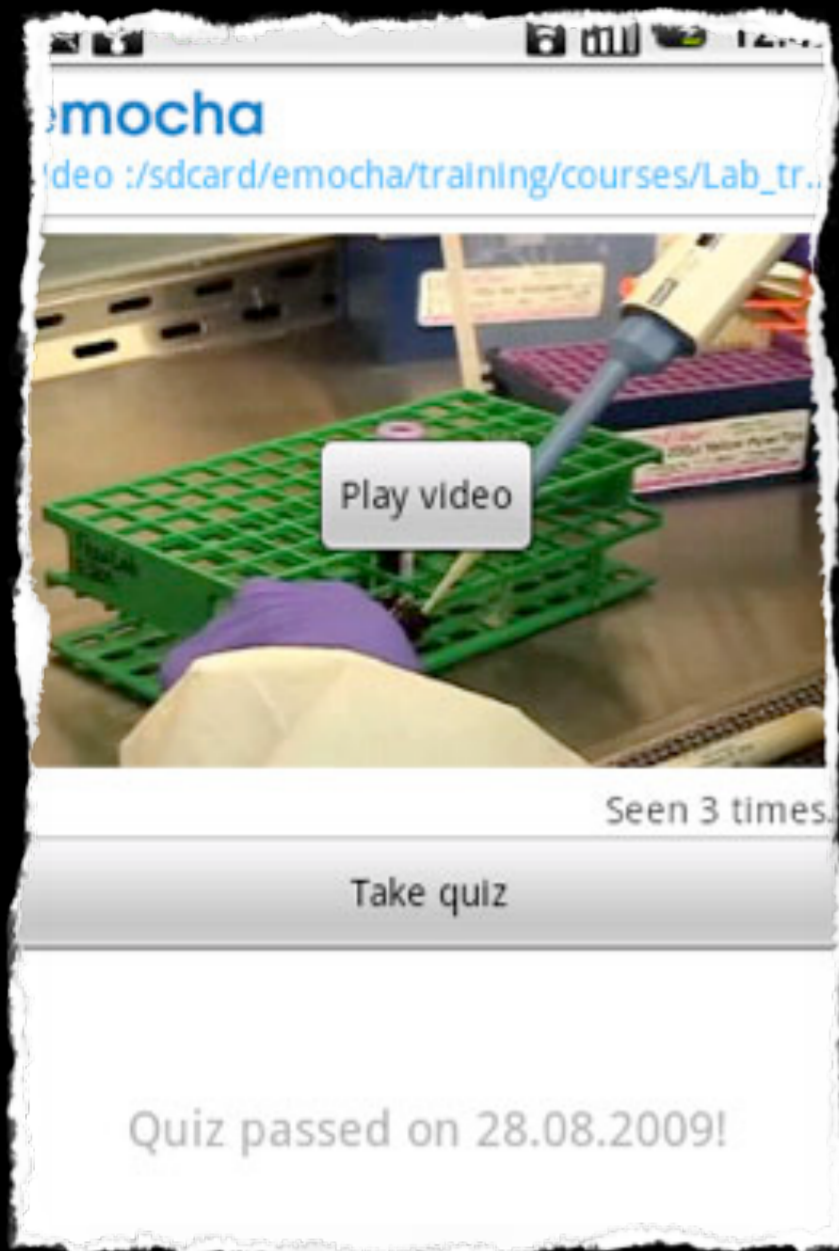 emocha
video :/sdcard/emocha/training/courses/Lab_tr...
Play video
Seen 3 times.
Take quiz
Quiz passed on 28.08.2009!